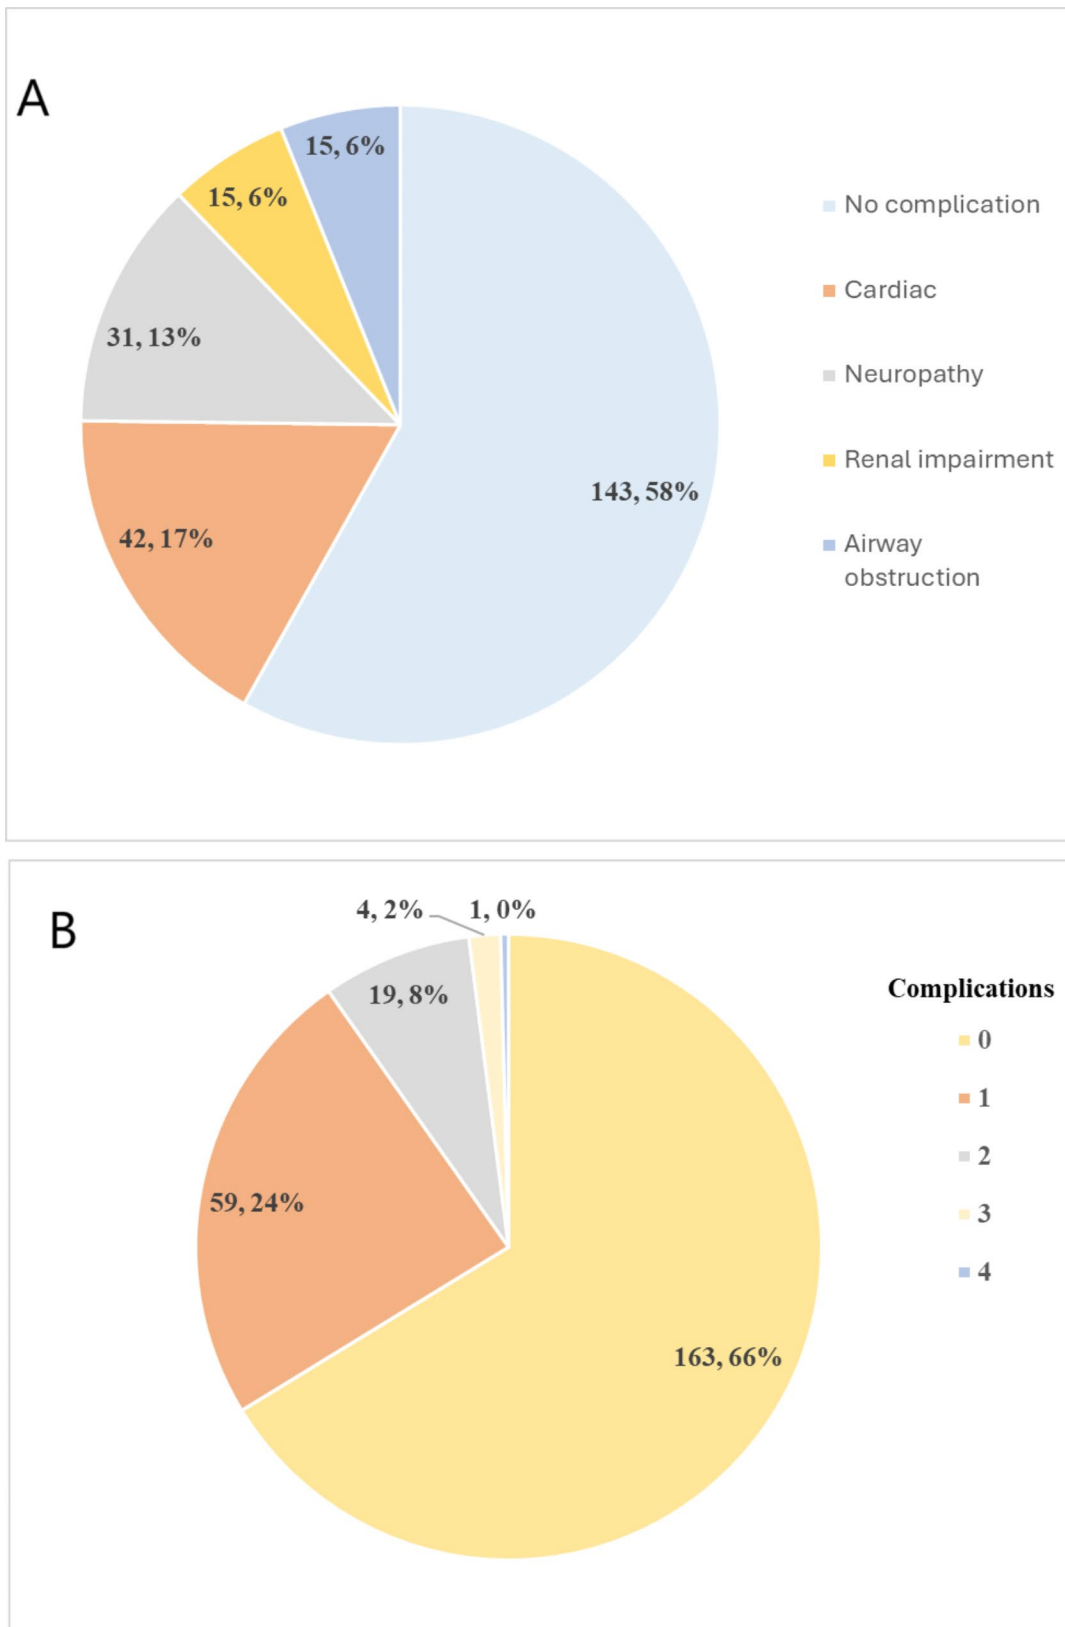 A
15, 6%
15, 6%
31, 13%
42, 17%
143, 58%
No complication
Cardiac
Neuropathy
Renal impairment
Airway
obstruction
B
4, 2%
1, 0%
19, 8%
59, 24%
163, 66%
Complications
0
1
2
3
4